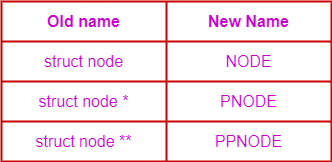 Old name New Name
struct node NODE
struct node * PNODE
struct node ** PPNODE